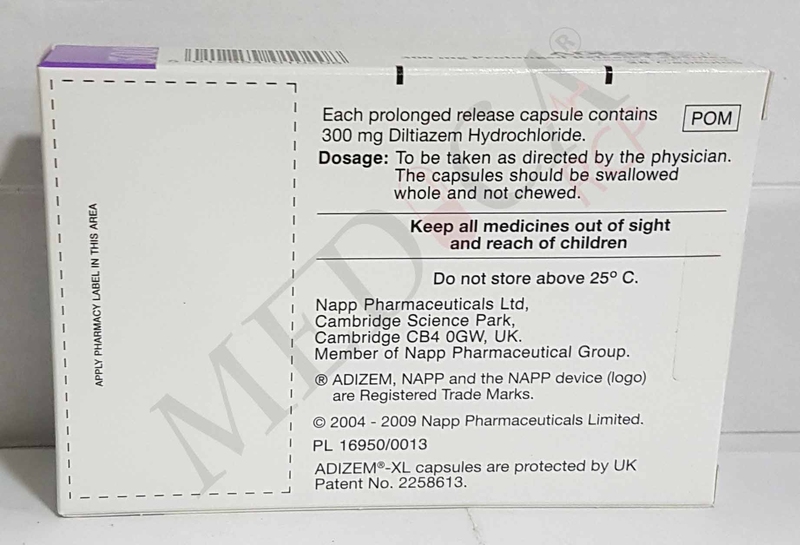 Each prolonged release capsule contains
300 mg Diltiazem Hydrochloride.
POM
Dosage: To be taken as directed by the physician.
The capsules should be swallowed
whole and not chewed.
Keep all medicines out of sight
and reach of children
Do not store above 25º C.
Napp Pharmaceuticals Ltd,
Cambridge Science Park,
Cambridge CB4 0GW, UK.
Member of Napp Pharmaceutical Group.
® ADIZEM, NAPP and the NAPP device (logo)
are Registered Trade Marks.
© 2004 - 2009 Napp Pharmaceuticals Limited.
PL 16950/0013
ADIZEM®-XL capsules are protected by UK
Patent No. 2258613.
APPLY PHARMACY LABEL IN THIS AREA